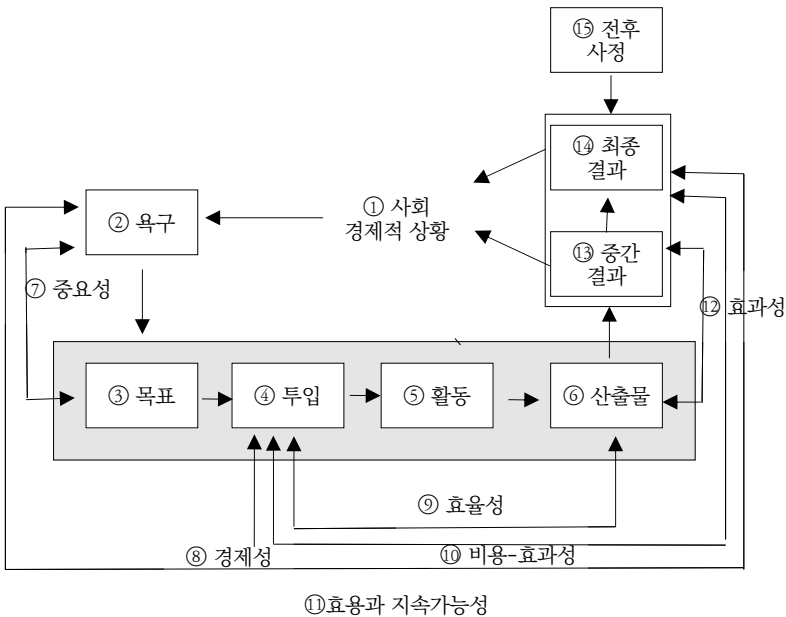 ⑮ 전후
사정
⑭ 최종
결과
① 사회
경제적 상황
② 욕구
⑬ 중간
결과
⑦ 중요성
⑫ 효과성
③ 목표
④ 투입
⑤ 활동
⑥ 산출물
⑨ 효율성
⑧ 경제성
⑩ 비용-효과성
⑪효용과 지속가능성